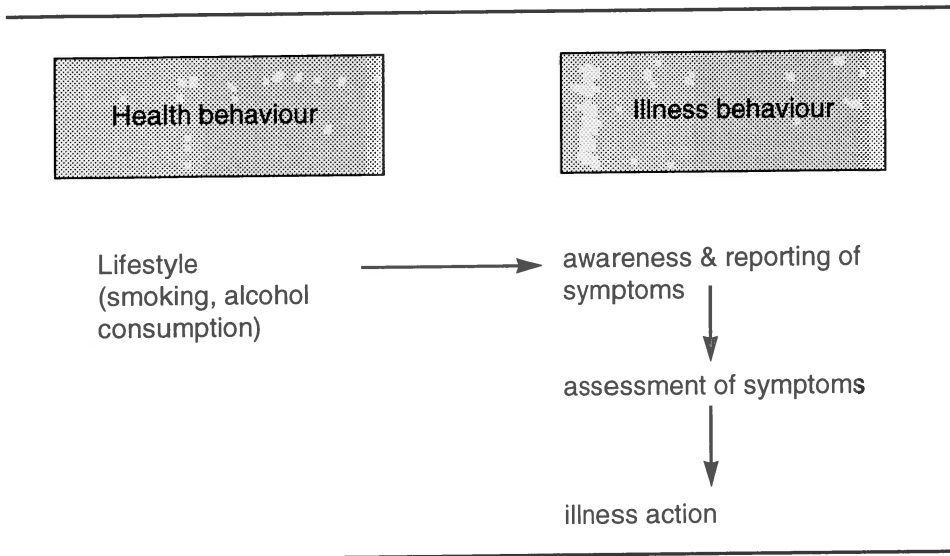 Health behaviour
Illness behaviour
Lifestyle
(smoking, alcohol
consumption)
awareness & reporting of
symptoms
assessment of symptoms
illness action